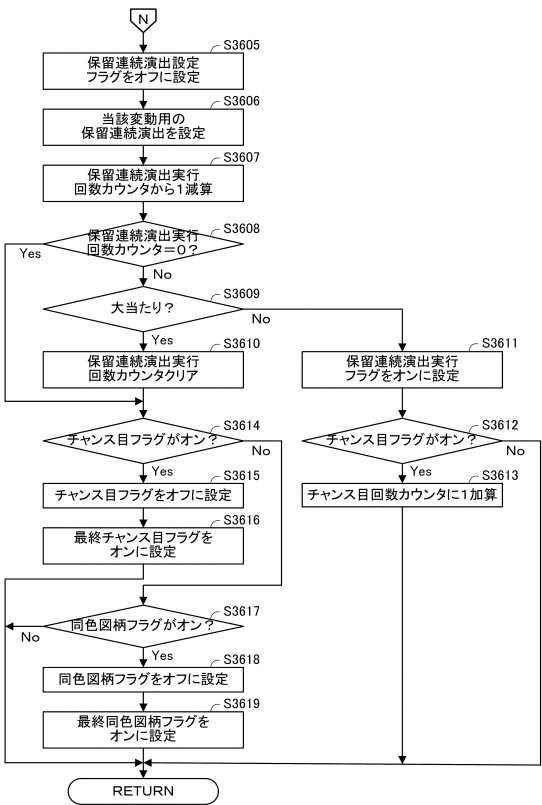 N
S3605
保留連続演出設定
フラグをオフに設定
S3606
当該変動用の
保留連続演出を設定
S3607
保留連続演出実行
回数カウンタから1減算
S3608
保留連続演出実行
回数カウンタ＝0？
Yes
No
S3609
大当たり？
No
Yes
S3610
保留連続演出実行
回数カウンタクリア
S3611
保留連続演出実行
フラグをオンに設定
S3614
チャンス目フラグがオン？
No
Yes
S3612
チャンス目フラグがオン？
No
Yes
S3615
チャンス目フラグをオフに設定
S3613
チャンス目回数カウンタに1加算
S3616
最終チャンス目フラグを
オンに設定
S3617
同色図柄フラグがオン？
No
Yes
S3618
同色図柄フラグをオフに設定
S3619
最終同色図柄フラグを
オンに設定
RETURN